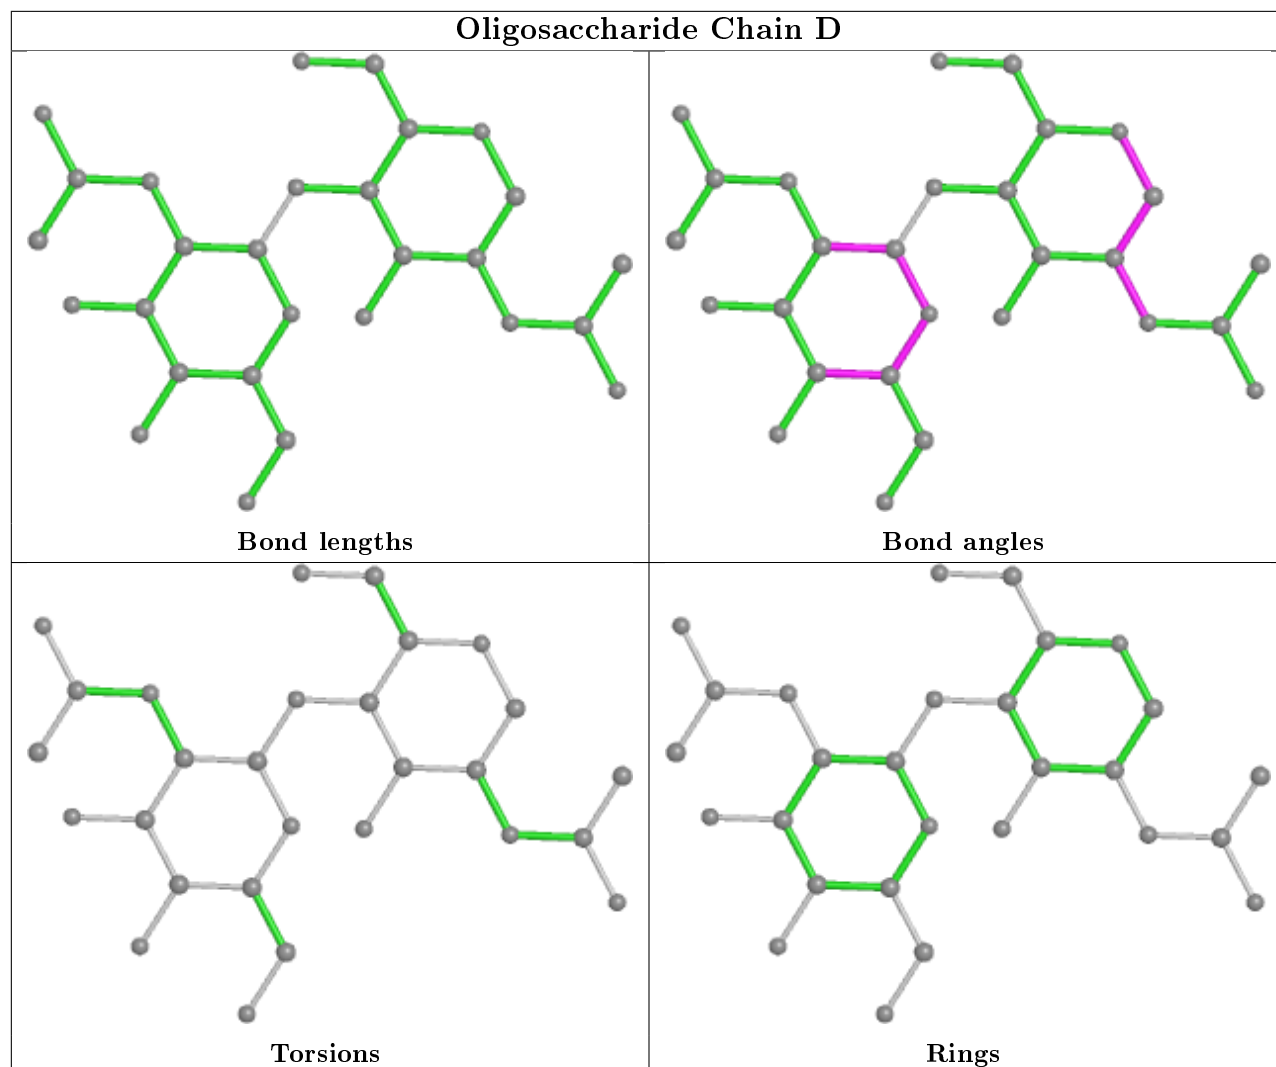 Oligosaccharide Chain D
Bond lengths
Bond angles
Torsions
Rings